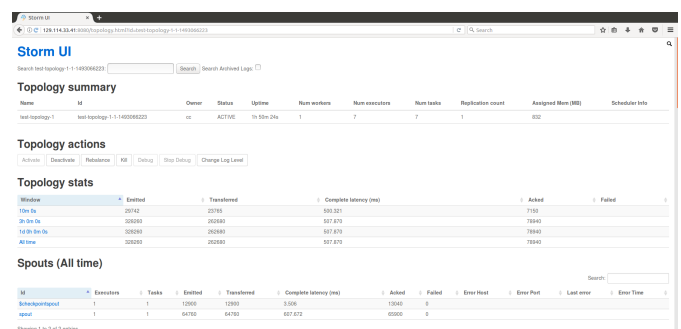 Storm UI
129.114.33.41:8080/topology.html?id=test-topology-1-1-1493066223
Search
Storm UI
Search test-topology-1-1-1493066223: Search Search Archived Logs:
Topology summary
Name Id Owner Status Uptime Num workers Num executors Num tasks Replication count Assigned Mem (MB) Scheduler Info
test-topology-1 test-topology-1-1-1493066223 cc ACTIVE 1h 50m 24s 1 7 7 1 832
Topology actions
Activate Deactivate Rebalance Kill Debug Stop Debug Change Log Level
Topology stats
Window Emitted Transferred Complete latency (ms) Acked Failed
10m 0s 29742 23785 500.321 7150
3h 0m 0s 328260 262680 507.870 78940
1d 0h 0m 0s 328260 262680 507.870 78940
All time 328260 262680 507.870 78940
Spouts (All time)
Search:
Id Executors Tasks Emitted Transferred Complete latency (ms) Acked Failed Error Host Error Port Last error Error Time
$checkpointspout 1 1 12900 12900 3.506 13040 0
spout 1 1 64760 64760 607.672 65900 0
Showing 1 to 2 of 2 entries